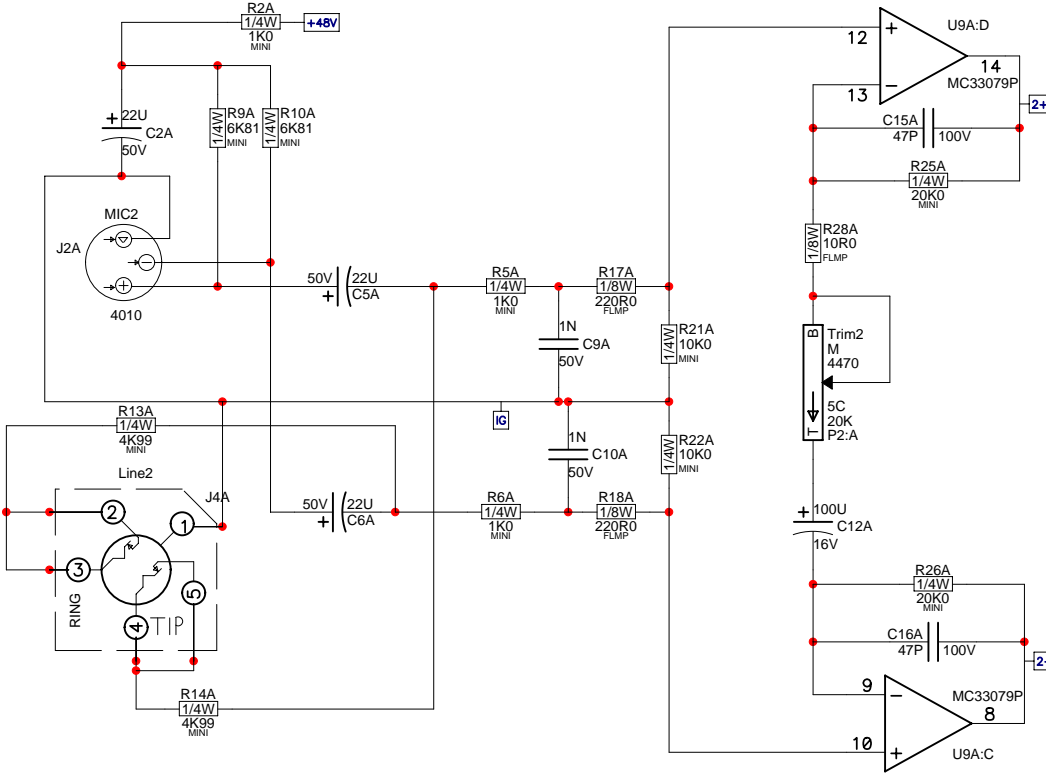 R2A
1/4W
1K0
MINI
+48V
+
22U
C2A
50V
1/4W
R9A
6K81
MINI
1/4W
R10A
6K81
MINI
MIC2
J2A
−
+
4010
50V
+
22U
C5A
R5A
1/4W
1K0
MINI
R17A
1/8W
220R0
FLMP
1N
C9A
50V
1/4W
R21A
10K0
MINI
IG
1N
C10A
50V
1/4W
R22A
10K0
MINI
R13A
1/4W
4K99
MINI
Line2
J4A
2
1
3
5
4
RING
TIP
50V
+
22U
C6A
R6A
1/4W
1K0
MINI
R18A
1/8W
220R0
FLMP
R14A
1/4W
4K99
MINI
12
+
13
−
U9A:D
14
MC33079P
2+
C15A
47P
100V
R25A
1/4W
20K0
MINI
1/8W
R28A
10R0
FLMP
B
T
Trim2
M
4470
5C
20K
P2:A
+
100U
C12A
16V
R26A
1/4W
20K0
MINI
C16A
47P
100V
2-
9
−
10
+
MC33079P
8
U9A:C